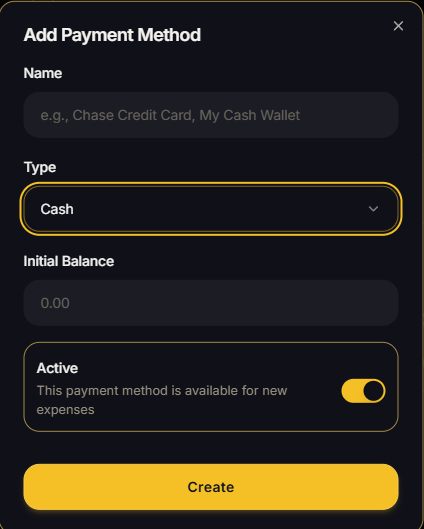 Add Payment Method
Name
e.g., Chase Credit Card, My Cash Wallet
Type
Cash
Initial Balance
0.00
Active
This payment method is available for new
expenses
Create